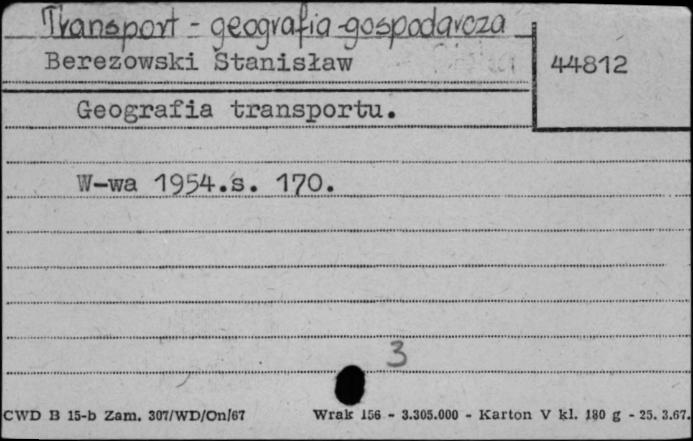 Transport - geografia-gospodarcza
Berezowski Stanisław
44812
Geografia transportu.
W-wa 1954.s. 170.
3
CWD B 15-b Zam. 307/WD/On/67 Wrak 156 - 3.305.000 - Karton V kl. 180 g - 25. 3.67.